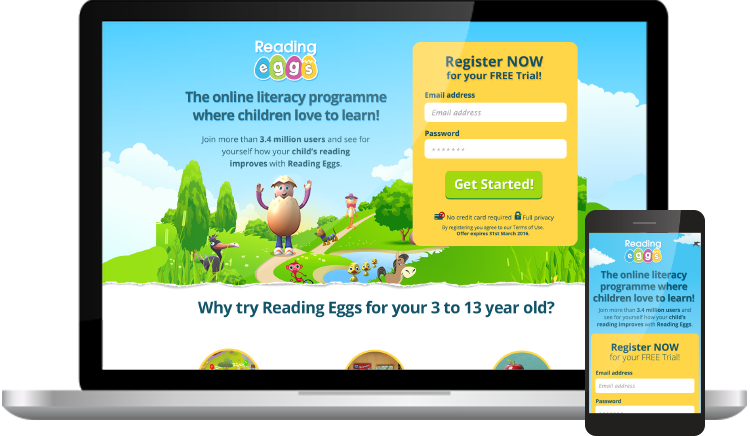 Reading
eggs
The online literacy programme
where children love to learn!
Join more than 3.4 million users and see for
yourself how your child's reading
improves with Reading Eggs.
Register NOW
for your FREE Trial!
Email address
Email address
Password
*******
Get Started!
No credit card required Full privacy
By registering you agree to our Terms of Use.
Offer expires 31st March 2016.
Why try Reading Eggs for your 3 to 13 year old?
Reading
eggs
The online literacy
programme where
children love to learn!
Join more than 3.4 million users and
see for yourself how your child's
reading improves with Reading Eggs.
Register NOW
for your FREE Trial!
Email address
Email address
Password